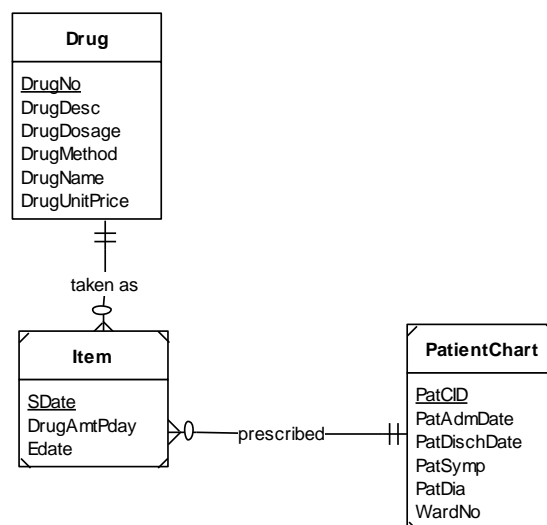 Drug
DrugNo
DrugDesc
DrugDosage
DrugMethod
DrugName
DrugUnitPrice
taken as
Item
SDate
DrugAmtPday
Edate
prescribed
PatientChart
PatCID
PatAdmDate
PatDischDate
PatSymp
PatDia
WardNo